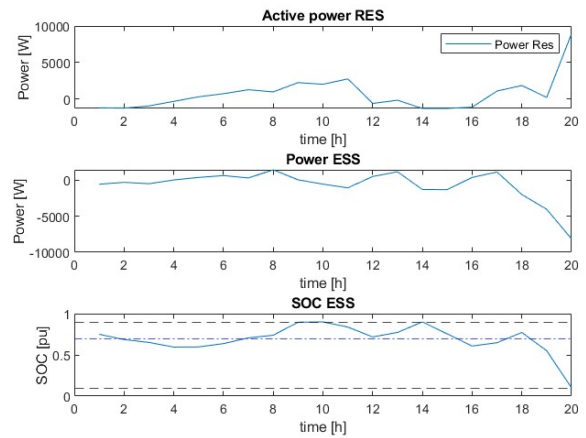 Active power RES
10000
5000
0
Power [W]
Power Res
0 2 4 6 8 10 12 14 16 18 20
time [h]
Power ESS
0
-5000
-10000
Power [W]
0 2 4 6 8 10 12 14 16 18 20
time [h]
SOC ESS
1
0.5
0
SOC [pu]
0 2 4 6 8 10 12 14 16 18 20
time [h]